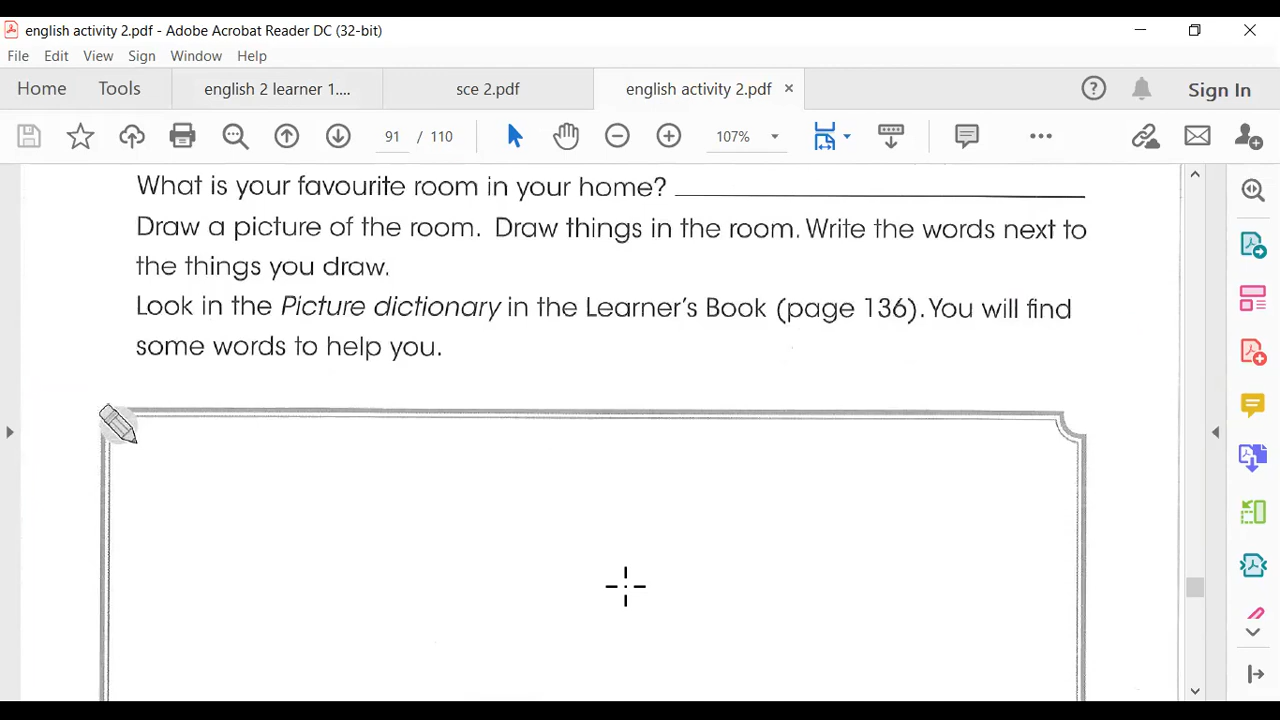 english activity 2.pdf - Adobe Acrobat Reader DC (32-bit)
File Edit View Sign Window Help
Home Tools english 2 learner 1.... sce 2.pdf english activity 2.pdf × Sign In
91 / 110 107%
What is your favourite room in your home?
Draw a picture of the room. Draw things in the room. Write the words next to
the things you draw.
Look in the Picture dictionary in the Learner's Book (page 136). You will find
some words to help you.